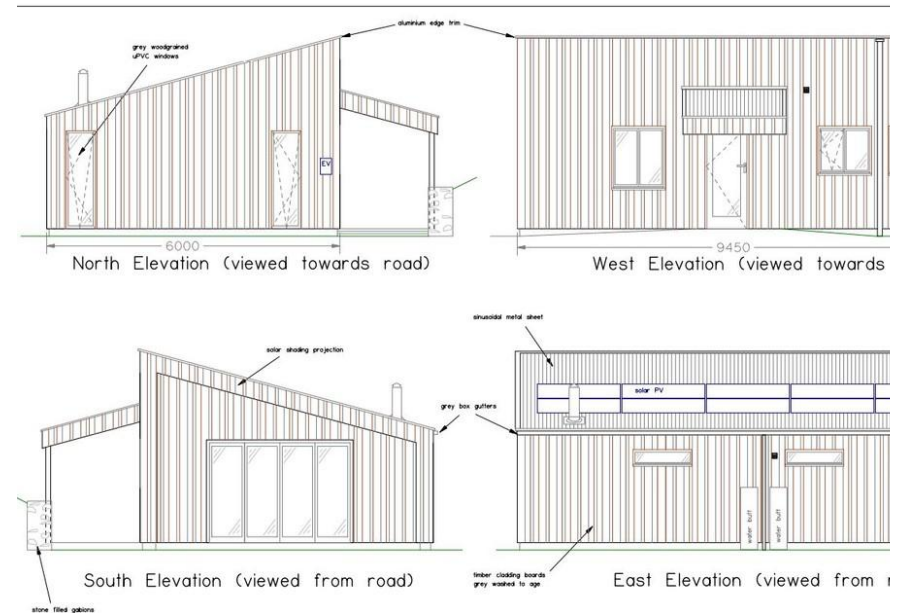 aluminium edge trim
grey woodgrained
uPVC windows
EV
6000
9450
North Elevation (viewed towards road)
West Elevation (viewed towards
sinusoidal metal sheet
solar shading projection
solar PV
grey box gutters
water butt
water butt
South Elevation (viewed from road)
timber cladding boards
grey washed to age
East Elevation (viewed from
stone filled gabions